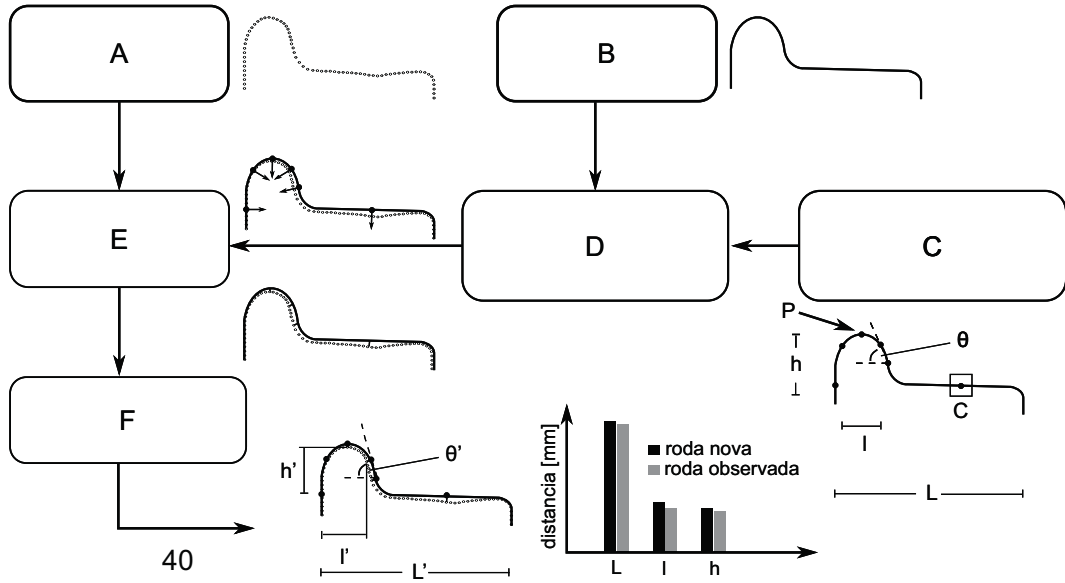 A
B
E
D
C
P
θ
h
C
l
L
F
h'
θ'
l'
L'
distancia [mm]
roda nova
roda observada
L
l
h
40